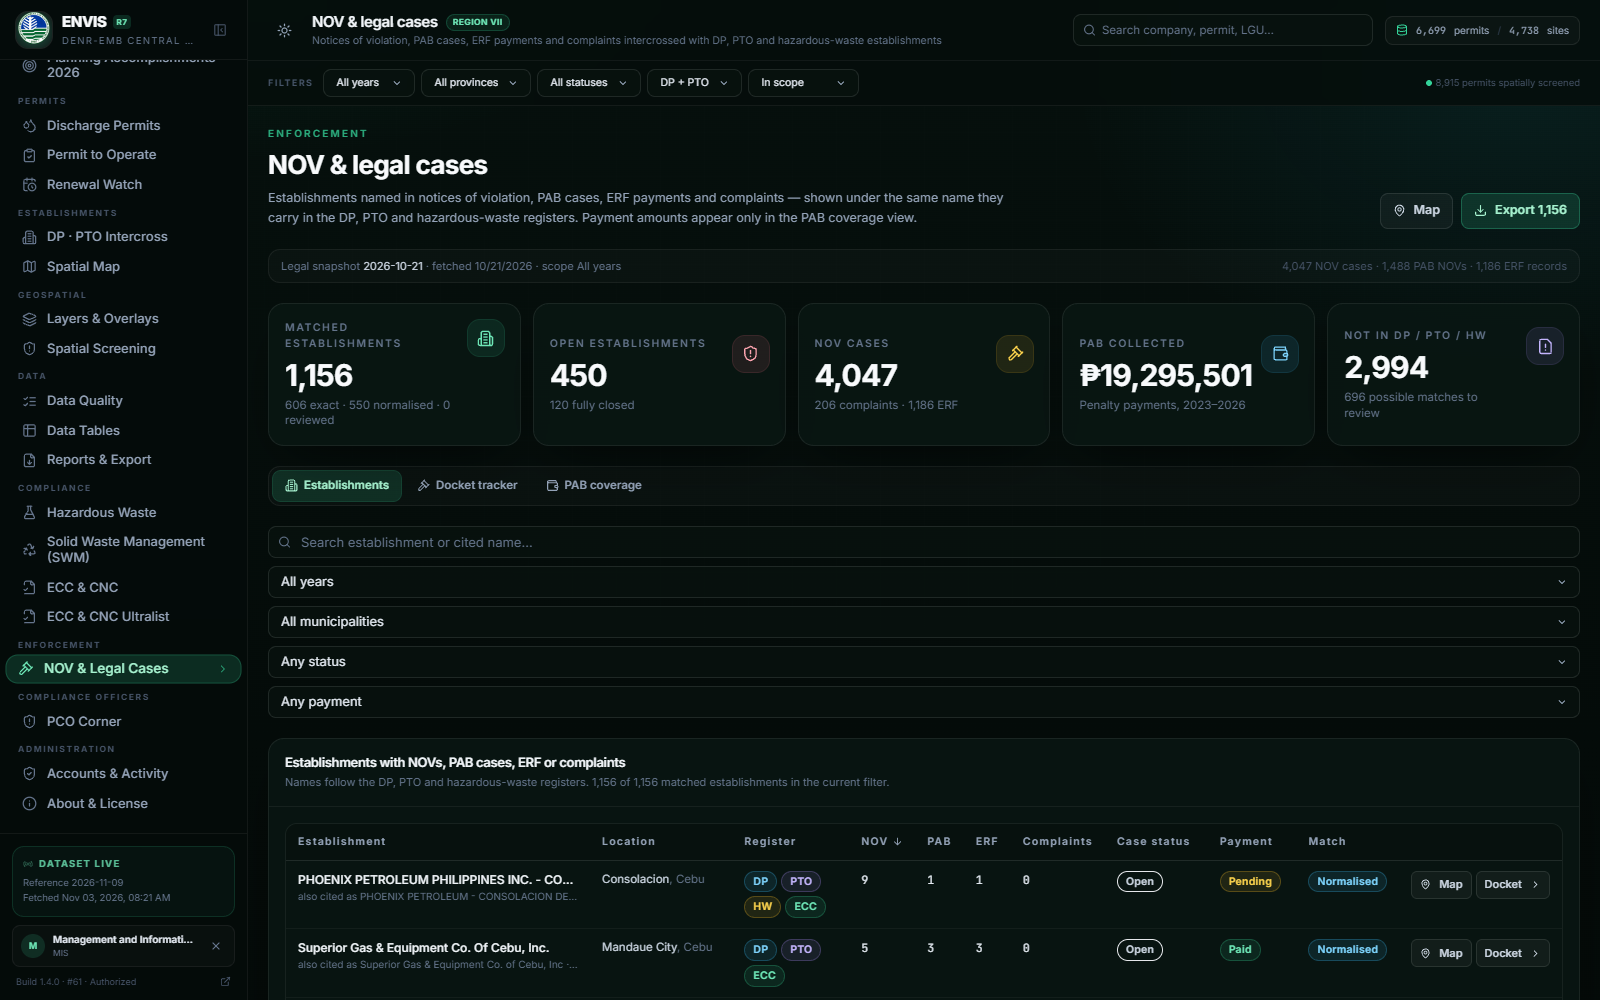 ENVIS R7
DENR-EMB CENTRAL ...
2026
PERMITS
Discharge Permits
Permit to Operate
Renewal Watch
ESTABLISHMENTS
DP · PTO Intercross
Spatial Map
GEOSPATIAL
Layers & Overlays
Spatial Screening
DATA
Data Quality
Data Tables
Reports & Export
COMPLIANCE
Hazardous Waste
Solid Waste Management
(SWM)
ECC & CNC
ECC & CNC Ultralist
ENFORCEMENT
NOV & Legal Cases
COMPLIANCE OFFICERS
PCO Corner
ADMINISTRATION
Accounts & Activity
About & License
DATASET LIVE
Reference 2026-11-09
Fetched Nov 03, 2026, 08:21 AM
M
Management and Informati...
MIS
Build 1.4.0 · #61 · Authorized
NOV & legal cases REGION VII
Notices of violation, PAB cases, ERF payments and complaints intercrossed with DP, PTO and hazardous-waste establishments
Search company, permit, LGU...
6,699 permits / 4,738 sites
FILTERS All years All provinces All statuses DP + PTO In scope
8,915 permits spatially screened
ENFORCEMENT
NOV & legal cases
Establishments named in notices of violation, PAB cases, ERF payments and complaints — shown under the same name they
carry in the DP, PTO and hazardous-waste registers. Payment amounts appear only in the PAB coverage view.
Map
Export 1,156
Legal snapshot 2026-10-21 · fetched 10/21/2026 · scope All years
4,047 NOV cases · 1,488 PAB NOVs · 1,186 ERF records
MATCHED
ESTABLISHMENTS
1,156
606 exact · 550 normalised · 0
reviewed
OPEN ESTABLISHMENTS
450
120 fully closed
NOV CASES
4,047
206 complaints · 1,186 ERF
PAB COLLECTED
₱19,295,501
Penalty payments, 2023–2026
NOT IN DP / PTO / HW
2,994
696 possible matches to
review
Establishments
Docket tracker
PAB coverage
Search establishment or cited name...
All years
All municipalities
Any status
Any payment
Establishments with NOVs, PAB cases, ERF or complaints
Names follow the DP, PTO and hazardous-waste registers. 1,156 of 1,156 matched establishments in the current filter.
Establishment Location Register NOV ↓ PAB ERF Complaints Case status Payment Match
PHOENIX PETROLEUM PHILIPPINES INC. - CO... Consolacion, Cebu DP PTO 9 1 1 0 Open Pending Normalised Map Docket
also cited as PHOENIX PETROLEUM - CONSOLACION DE...
HW ECC
Superior Gas & Equipment Co. Of Cebu, Inc. Mandaue City, Cebu DP PTO 5 3 3 0 Open Paid Normalised Map Docket
also cited as Superior Gas & Equipment Co. of Cebu, Inc -...
ECC